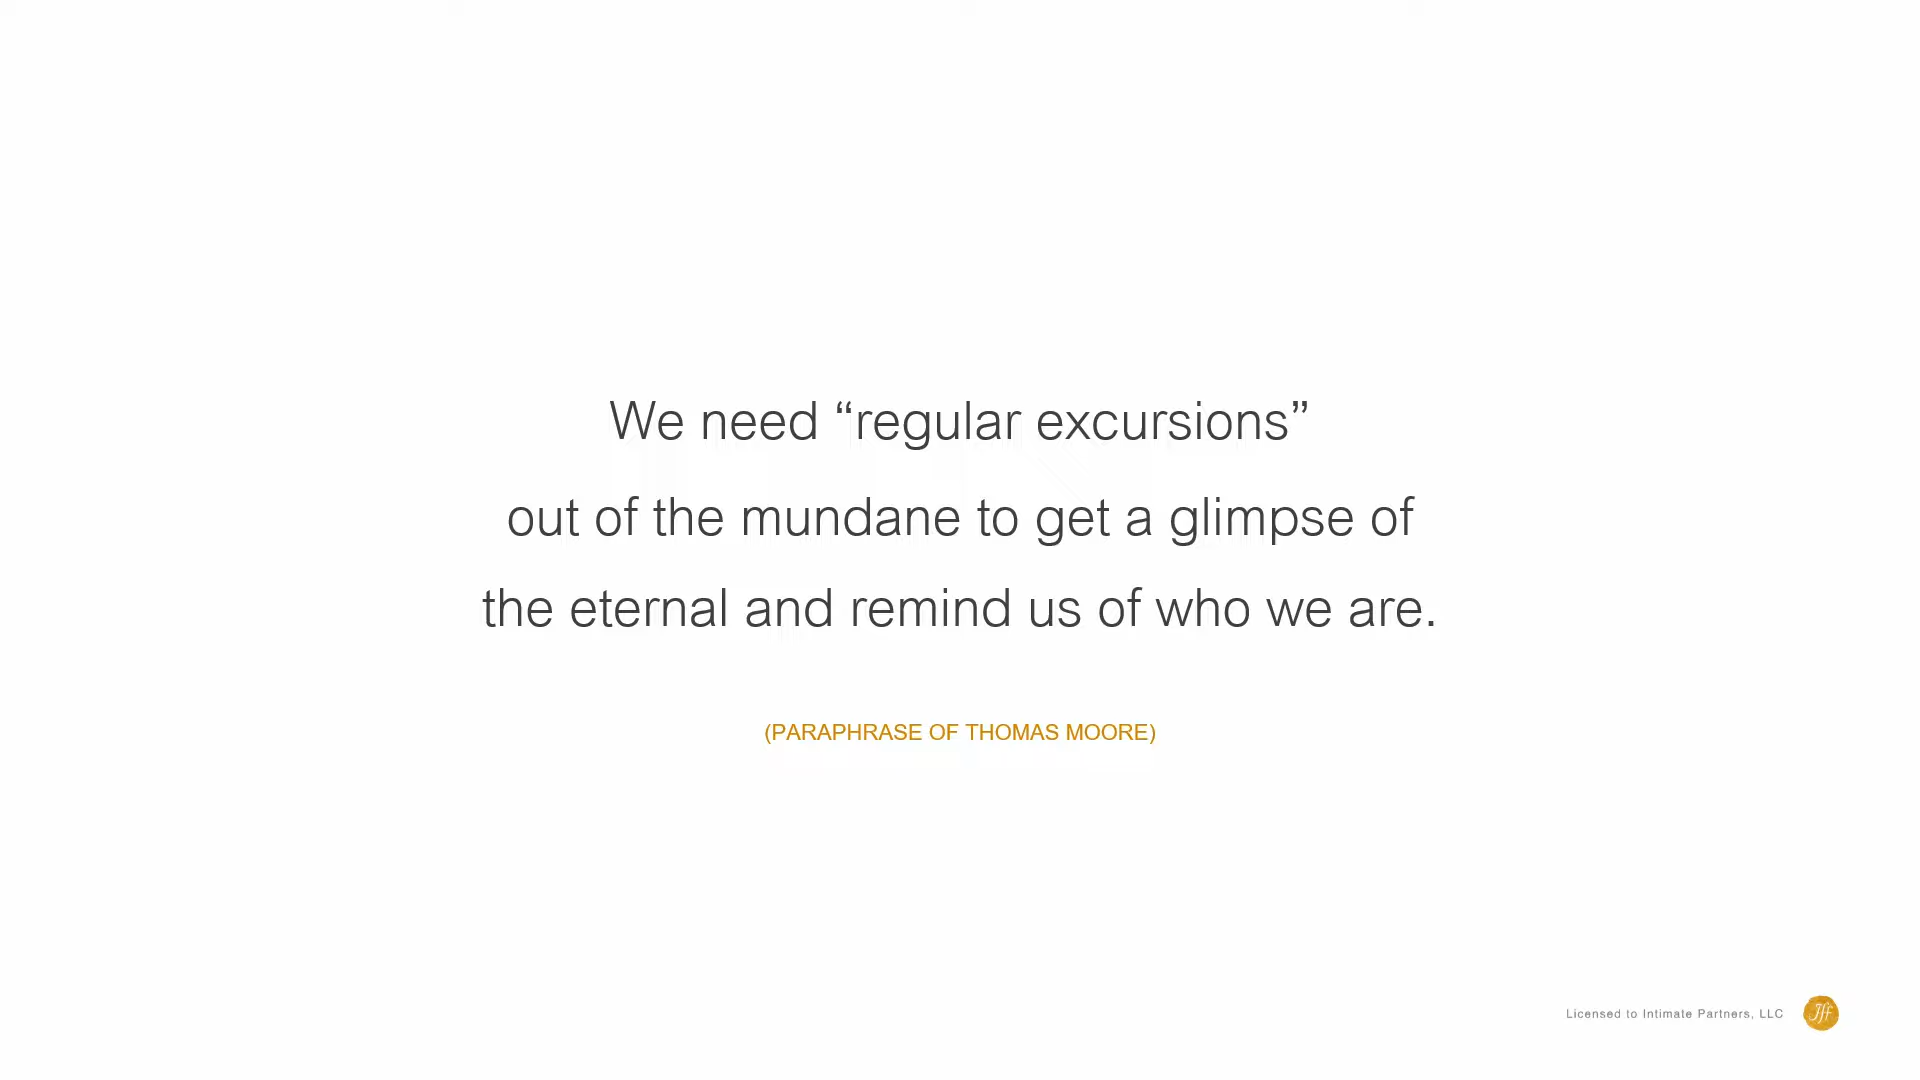 We need “regular excursions”
out of the mundane to get a glimpse of
the eternal and remind us of who we are.
(PARAPHRASE OF THOMAS MOORE)
Licensed to Intimate Partners, LLC